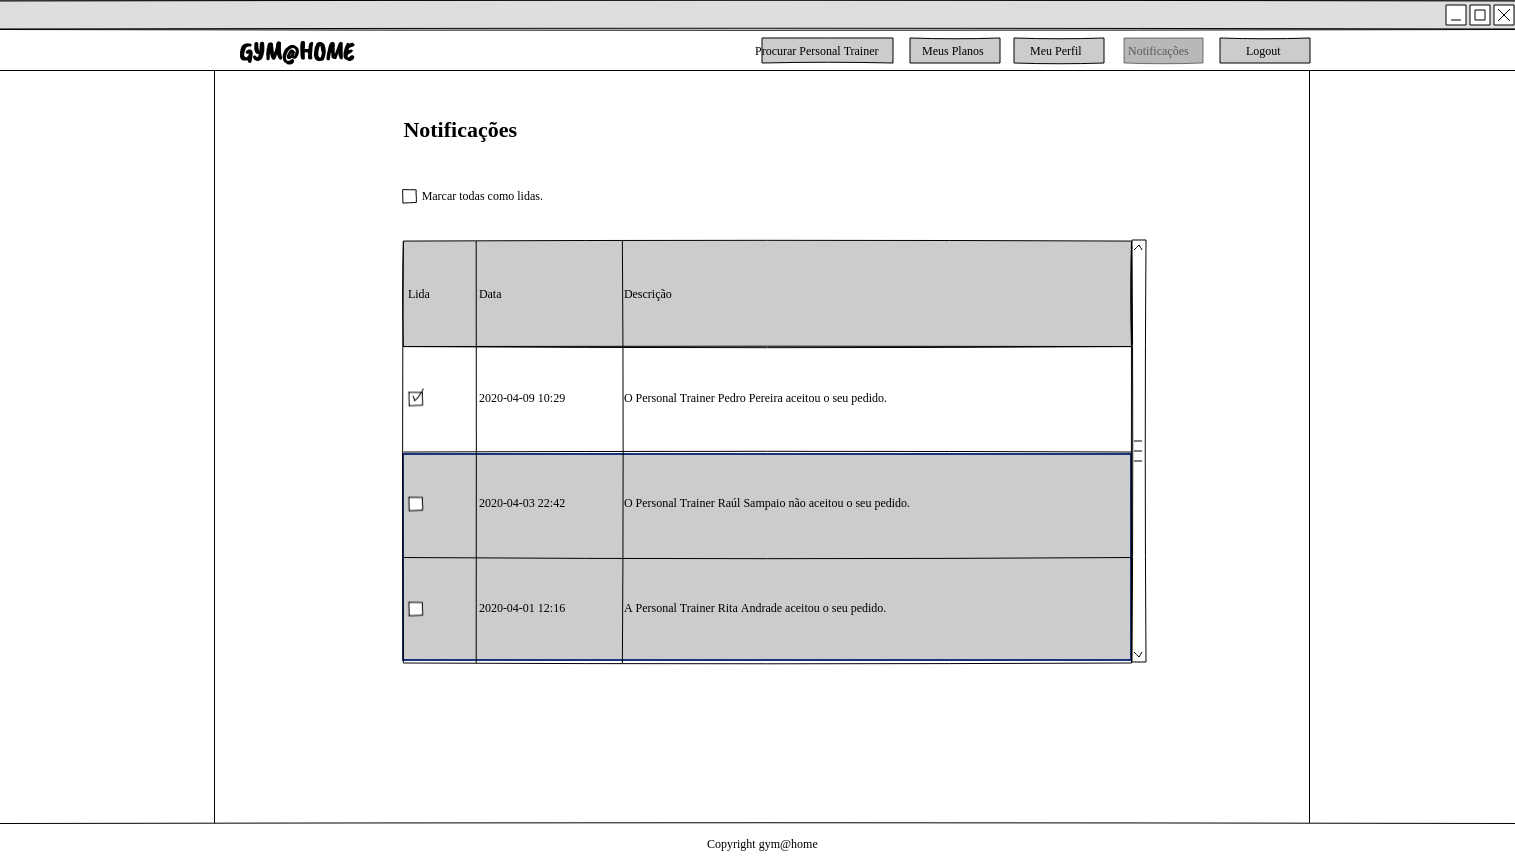 GYM@HOME
Procurar Personal Trainer
Meus Planos
Meu Perfil
Notificações
Logout
Notificações
Marcar todas como lidas.
Lida Data Descrição
2020-04-09 10:29 O Personal Trainer Pedro Pereira aceitou o seu pedido.
2020-04-03 22:42 O Personal Trainer Raúl Sampaio não aceitou o seu pedido.
2020-04-01 12:16 A Personal Trainer Rita Andrade aceitou o seu pedido.
Copyright gym@home